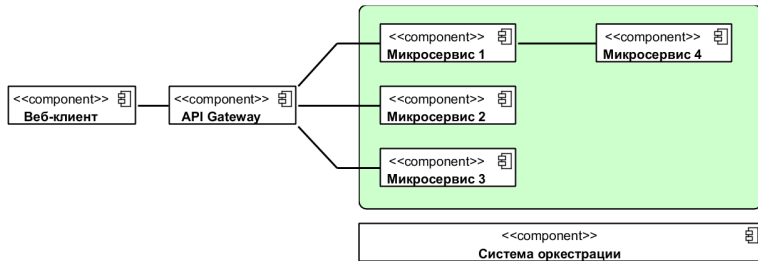 <<component>>
Веб-клиент
<<component>>
API Gateway
<<component>>
Микросервис 1
<<component>>
Микросервис 4
<<component>>
Микросервис 2
<<component>>
Микросервис 3
<<component>>
Система оркестрации